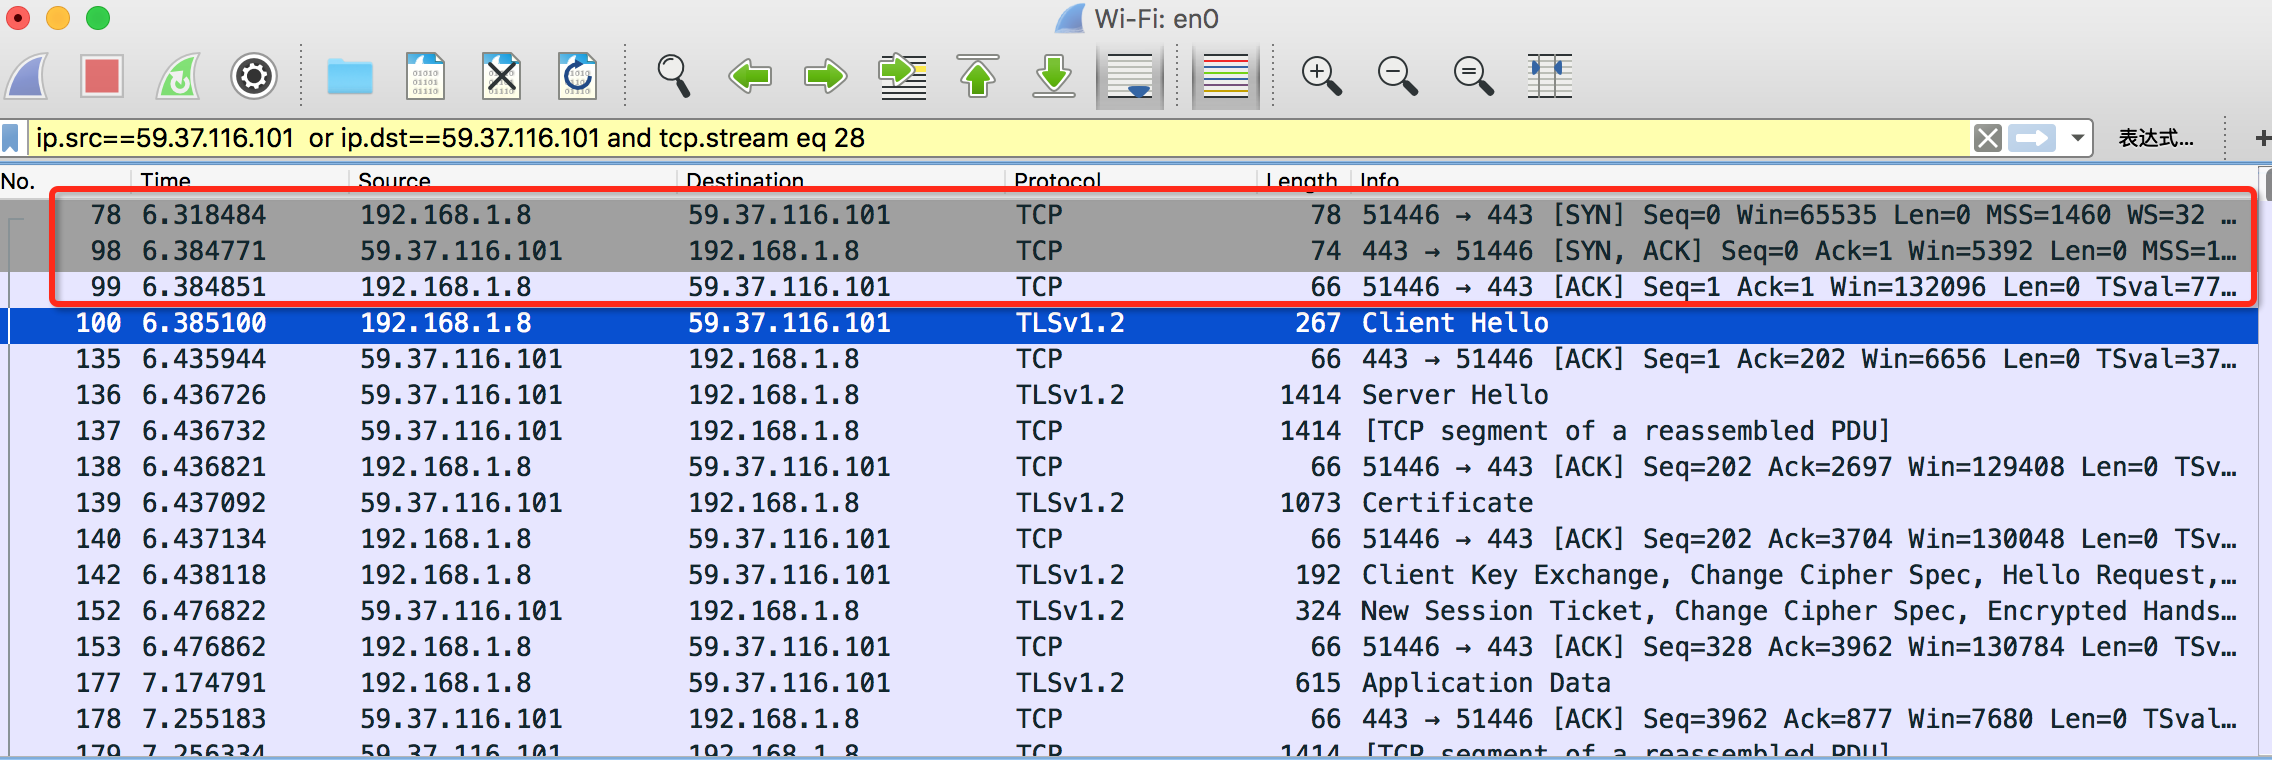 Wi-Fi: en0
ip.src==59.37.116.101 or ip.dst==59.37.116.101 and tcp.stream eq 28 表达式… +
No. Time Source Destination Protocol Length Info
78 6.318484 192.168.1.8 59.37.116.101 TCP 78 51446 → 443 [SYN] Seq=0 Win=65535 Len=0 MSS=1460 WS=32 …
98 6.384771 59.37.116.101 192.168.1.8 TCP 74 443 → 51446 [SYN, ACK] Seq=0 Ack=1 Win=5392 Len=0 MSS=1…
99 6.384851 192.168.1.8 59.37.116.101 TCP 66 51446 → 443 [ACK] Seq=1 Ack=1 Win=132096 Len=0 TSval=77…
100 6.385100 192.168.1.8 59.37.116.101 TLSv1.2 267 Client Hello
135 6.435944 59.37.116.101 192.168.1.8 TCP 66 443 → 51446 [ACK] Seq=1 Ack=202 Win=6656 Len=0 TSval=37…
136 6.436726 59.37.116.101 192.168.1.8 TLSv1.2 1414 Server Hello
137 6.436732 59.37.116.101 192.168.1.8 TCP 1414 [TCP segment of a reassembled PDU]
138 6.436821 192.168.1.8 59.37.116.101 TCP 66 51446 → 443 [ACK] Seq=202 Ack=2697 Win=129408 Len=0 TSv…
139 6.437092 59.37.116.101 192.168.1.8 TLSv1.2 1073 Certificate
140 6.437134 192.168.1.8 59.37.116.101 TCP 66 51446 → 443 [ACK] Seq=202 Ack=3704 Win=130048 Len=0 TSv…
142 6.438118 192.168.1.8 59.37.116.101 TLSv1.2 192 Client Key Exchange, Change Cipher Spec, Hello Request,…
152 6.476822 59.37.116.101 192.168.1.8 TLSv1.2 324 New Session Ticket, Change Cipher Spec, Encrypted Hands…
153 6.476862 192.168.1.8 59.37.116.101 TCP 66 51446 → 443 [ACK] Seq=328 Ack=3962 Win=130784 Len=0 TSv…
177 7.174791 192.168.1.8 59.37.116.101 TLSv1.2 615 Application Data
178 7.255183 59.37.116.101 192.168.1.8 TCP 66 443 → 51446 [ACK] Seq=3962 Ack=877 Win=7680 Len=0 TSval…
179 7.256334 59.37.116.101 192.168.1.8 TCP 1414 [TCP segment of a reassembled PDU]